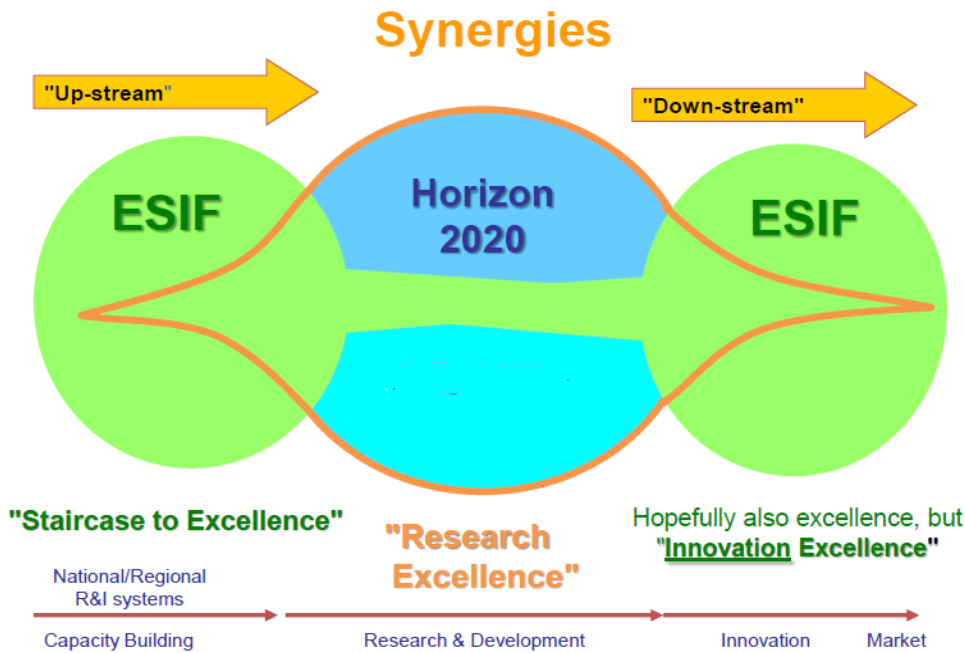 Synergies
"Up-stream"
"Down-stream"
ESIF
Horizon
2020
ESIF
"Staircase to Excellence"
"Research
Excellence"
Hopefully also excellence, but
"Innovation Excellence"
National/Regional
R&I systems
Capacity Building
Research & Development
Innovation
Market